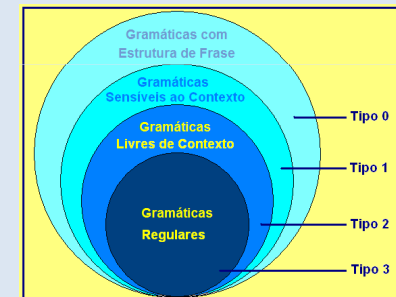 Gramáticas com
Estrutura de Frase
Gramáticas
Sensíveis ao Contexto
Gramáticas
Livres de Contexto
Gramáticas
Regulares
Tipo 0
Tipo 1
Tipo 2
Tipo 3